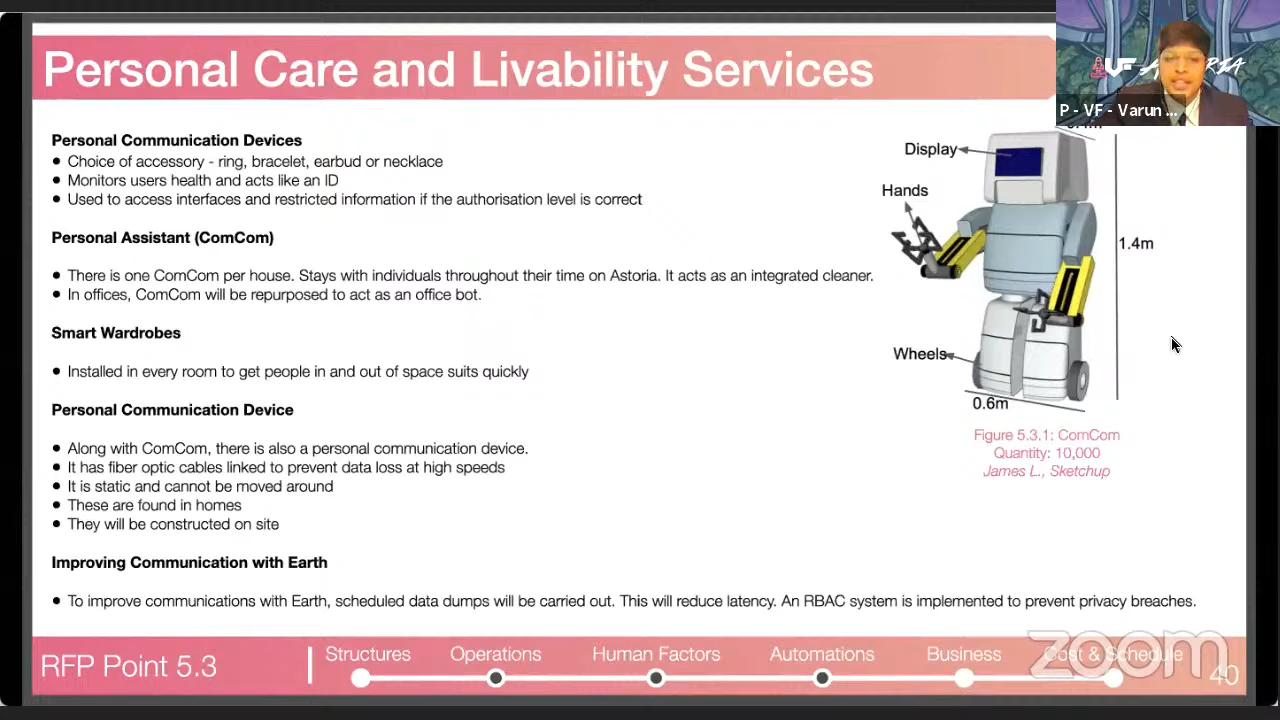 Personal Care and Livability Services
P - VF - Varun ...
Personal Communication Devices
● Choice of accessory - ring, bracelet, earbud or necklace
● Monitors users health and acts like an ID
● Used to access interfaces and restricted information if the authorisation level is correct
Personal Assistant (ComCom)
● There is one ComCom per house. Stays with individuals throughout their time on Astoria. It acts as an integrated cleaner.
● In offices, ComCom will be repurposed to act as an office bot.
Smart Wardrobes
● Installed in every room to get people in and out of space suits quickly
Personal Communication Device
● Along with ComCom, there is also a personal communication device.
● It has fiber optic cables linked to prevent data loss at high speeds
● It is static and cannot be moved around
● These are found in homes
● They will be constructed on site
Improving Communication with Earth
● To improve communications with Earth, scheduled data dumps will be carried out. This will reduce latency. An RBAC system is implemented to prevent privacy breaches.
Display
Hands
1.4m
Wheels
0.6m
Figure 5.3.1: ComCom
Quantity: 10,000
James L., Sketchup
RFP Point 5.3
Structures
Operations
Human Factors
Automations
Business
Cost & Schedule
40
zoom